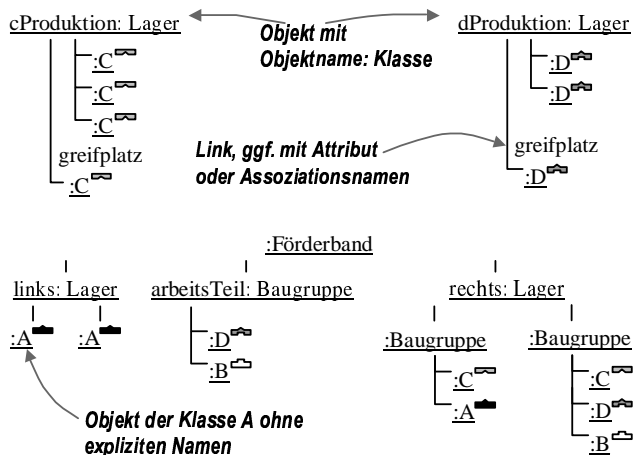 cProduktion: Lager
Objekt mit
Objektname: Klasse
dProduktion: Lager
:C
:C
:C
greifplatz
:C
:D
:D
greifplatz
:D
Link, ggf. mit Attribut
oder Assoziationsnamen
:Förderband
links: Lager
arbeitsTeil: Baugruppe
rechts: Lager
:A :A
:D
:B
:Baugruppe
:C
:A
:Baugruppe
:C
:D
:B
Objekt der Klasse A ohne
expliziten Namen